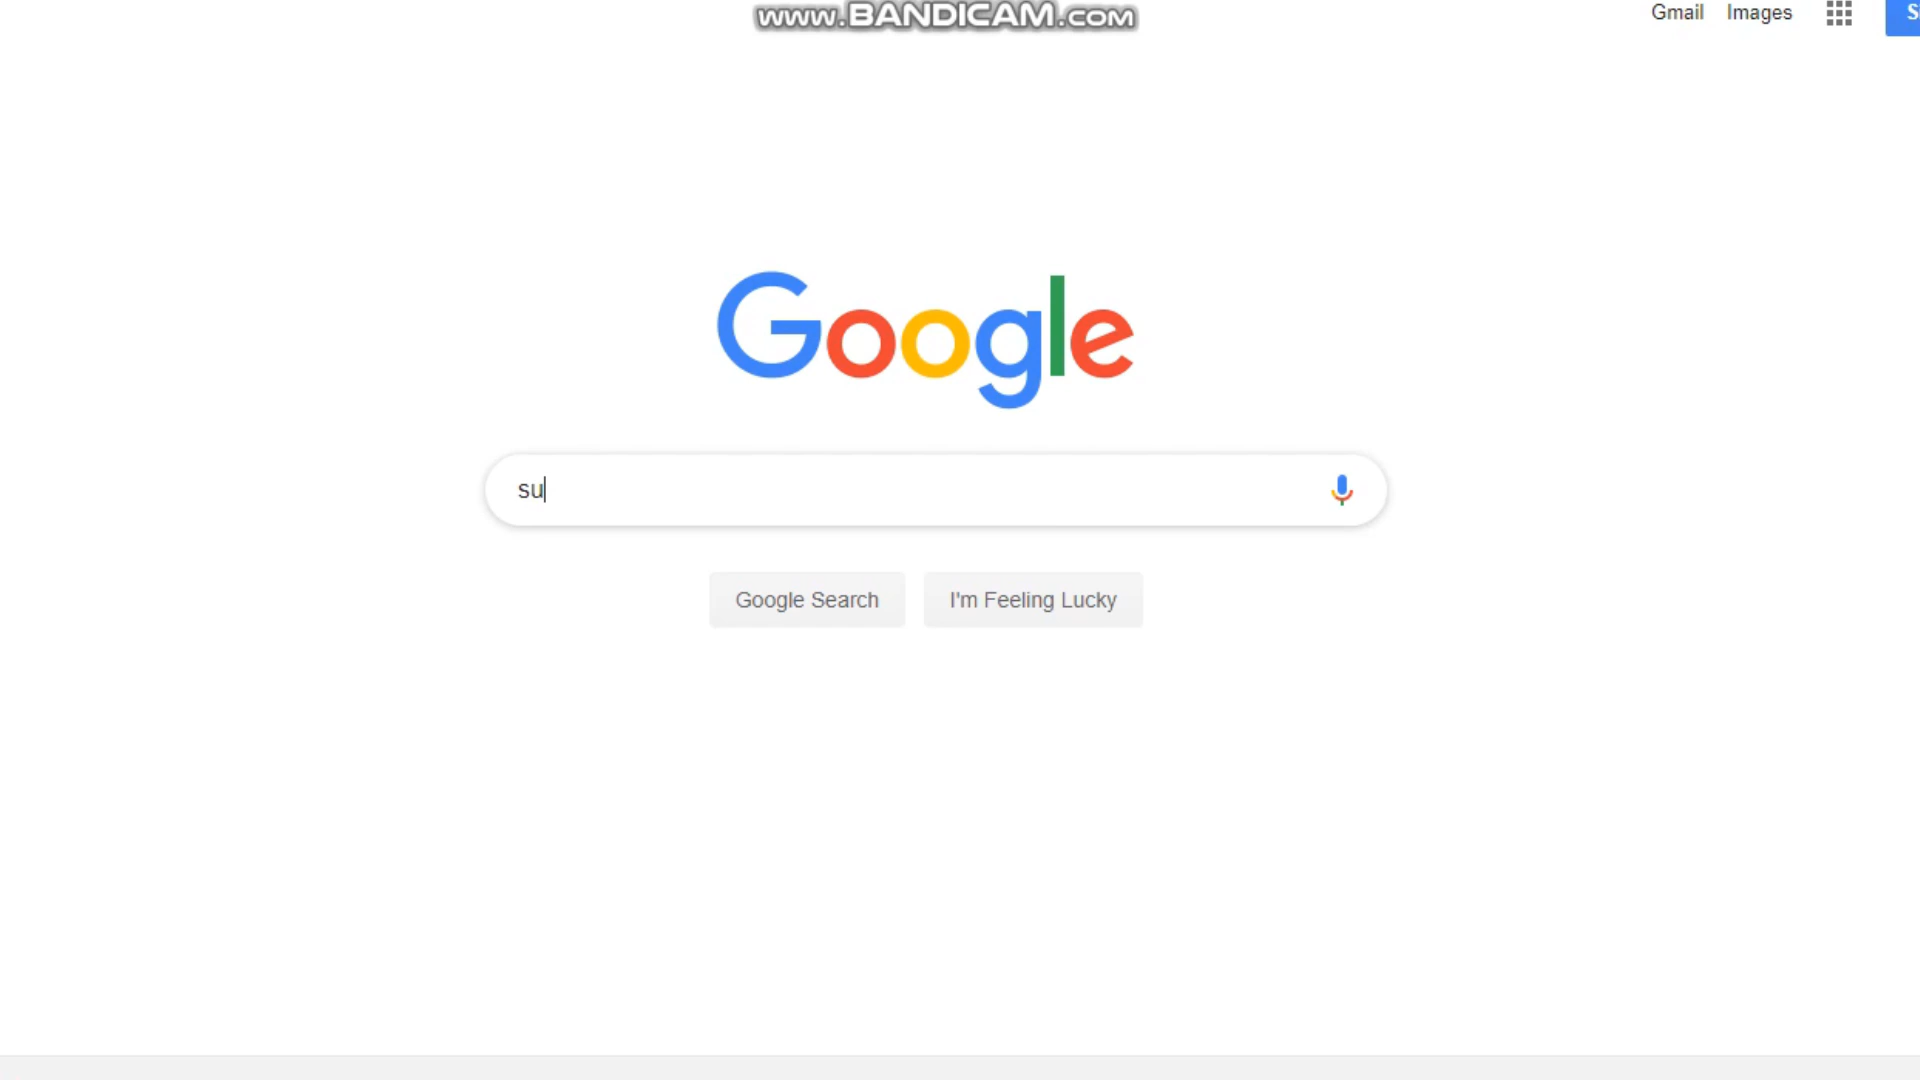 www.BANDICAM.com
Gmail Images
Google
su
Google Search I'm Feeling Lucky